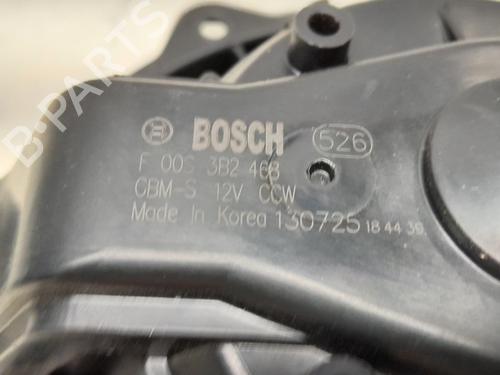 B-PARTS
BOSCH 526
F 00S 3B2 468
CBM-S 12V CCW
Made In Korea 130725 18 44 39